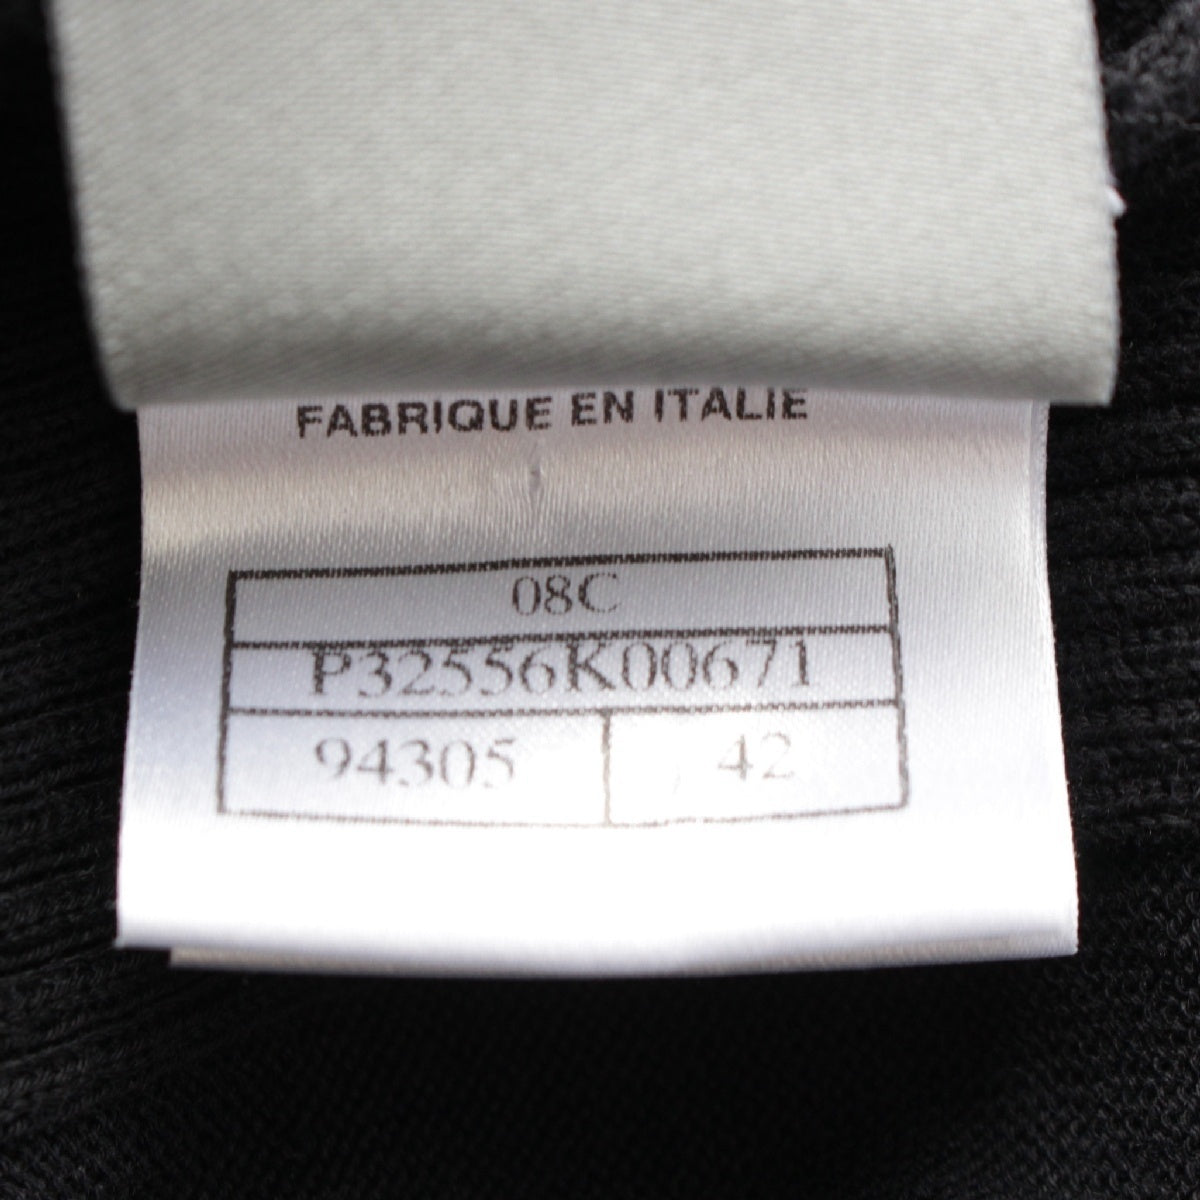 FABRIQUE EN ITALIE
08C
P32556K00671
94305 42